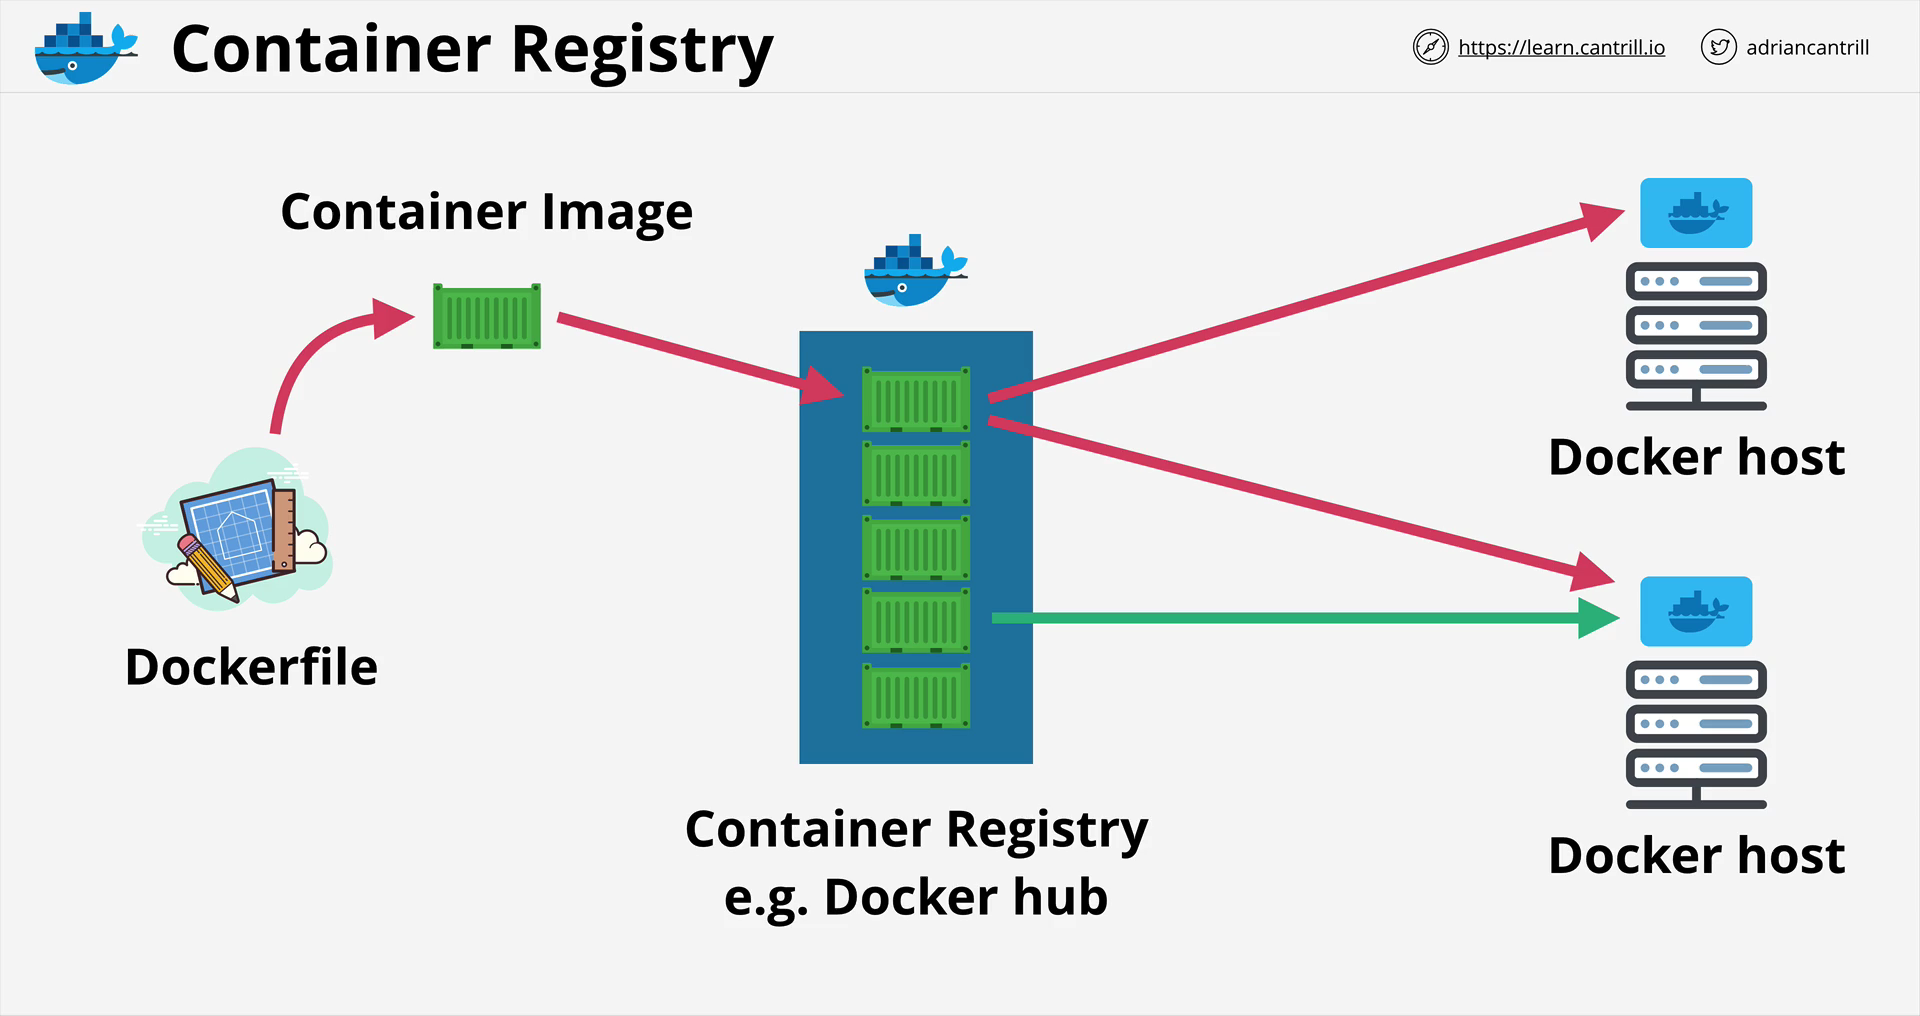 Container Registry
https://learn.cantrill.io
adriancantrill
Container Image
Dockerfile
Container Registry
e.g. Docker hub
Docker host
Docker host